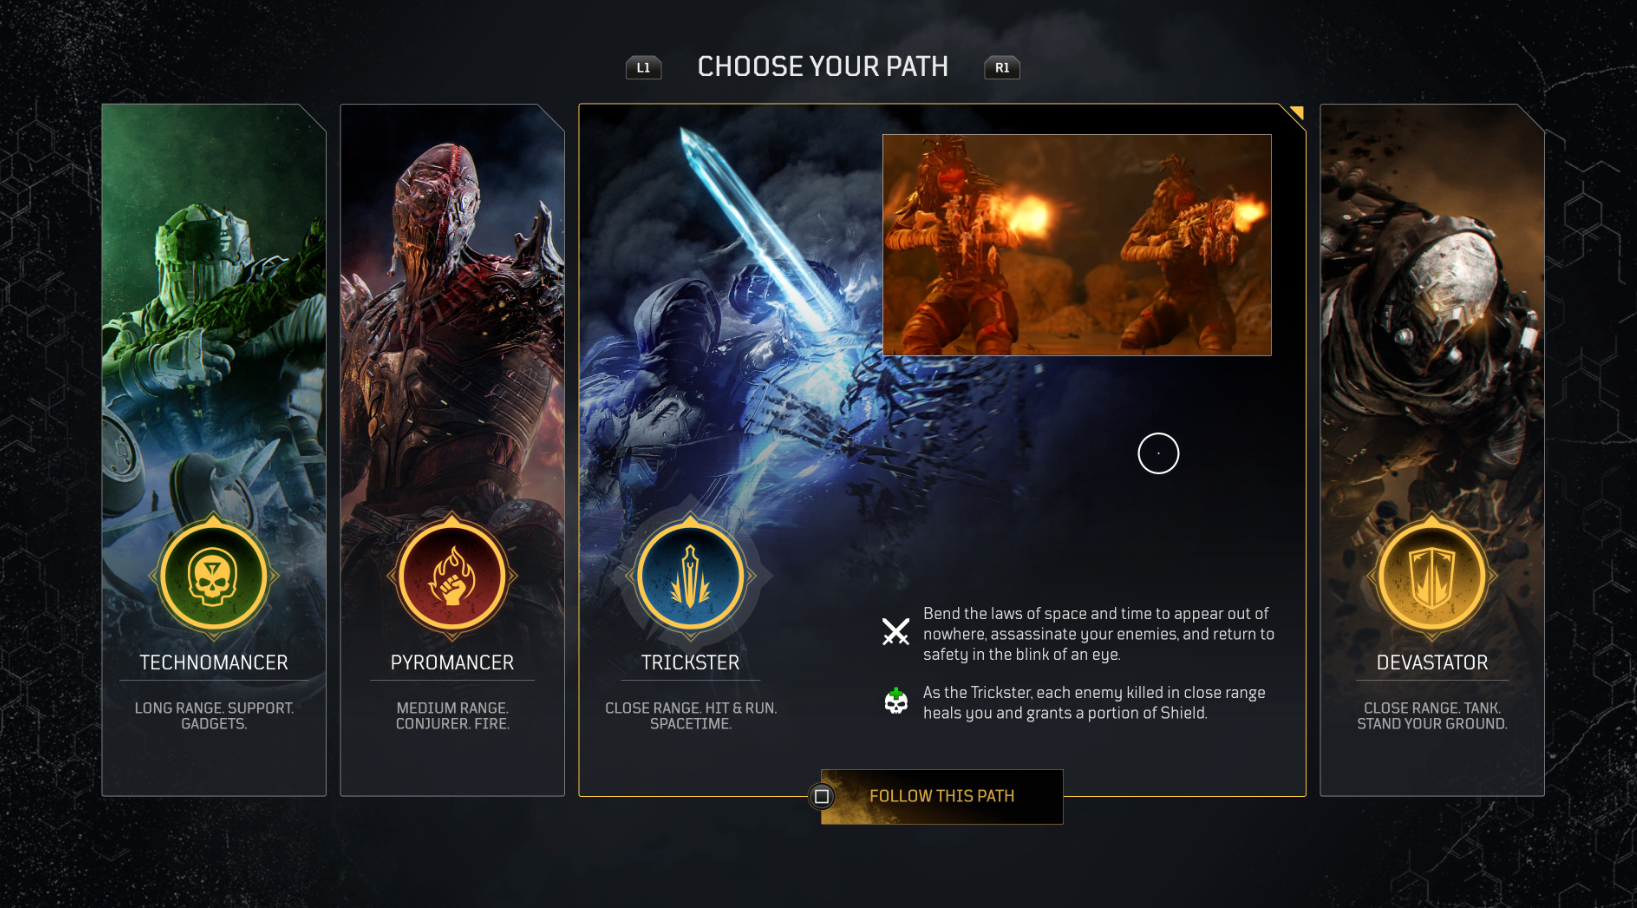 L1
CHOOSE YOUR PATH
R1
TECHNOMANCER
LONG RANGE. SUPPORT.
GADGETS.
PYROMANCER
MEDIUM RANGE.
CONJURER. FIRE.
TRICKSTER
CLOSE RANGE. HIT & RUN.
SPACETIME.
Bend the laws of space and time to appear out of
nowhere, assassinate your enemies, and return to
safety in the blink of an eye.
As the Trickster, each enemy killed in close range
heals you and grants a portion of Shield.
DEVASTATOR
CLOSE RANGE. TANK.
STAND YOUR GROUND.
FOLLOW THIS PATH